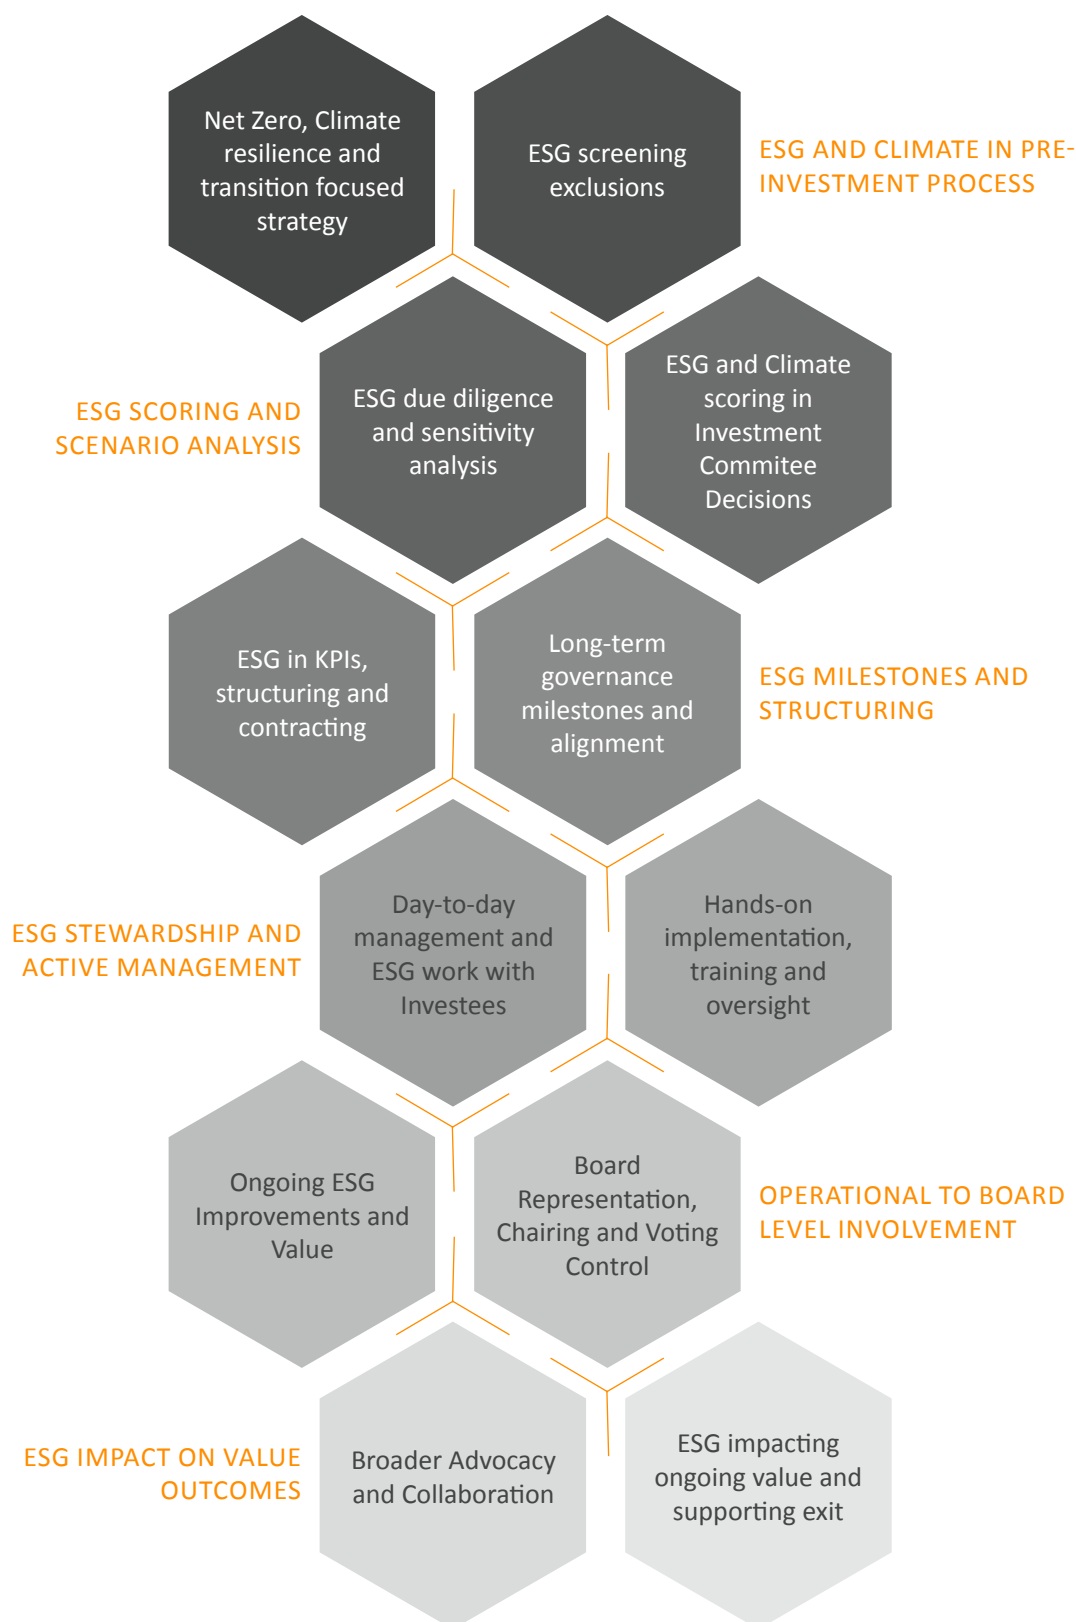 Net Zero, Climate
resilience and
transition focused
strategy
ESG screening
exclusions
ESG AND CLIMATE IN PRE-
INVESTMENT PROCESS
ESG SCORING AND
SCENARIO ANALYSIS
ESG due diligence
and sensitivity
analysis
ESG and Climate
scoring in
Investment
Commitee
Decisions
ESG in KPIs,
structuring and
contracting
Long-term
governance
milestones and
alignment
ESG MILESTONES AND
STRUCTURING
ESG STEWARDSHIP AND
ACTIVE MANAGEMENT
Day-to-day
management and
ESG work with
Investees
Hands-on
implementation,
training and
oversight
Ongoing ESG
Improvements and
Value
Board
Representation,
Chairing and Voting
Control
OPERATIONAL TO BOARD
LEVEL INVOLVEMENT
ESG IMPACT ON VALUE
OUTCOMES
Broader Advocacy
and Collaboration
ESG impacting
ongoing value and
supporting exit